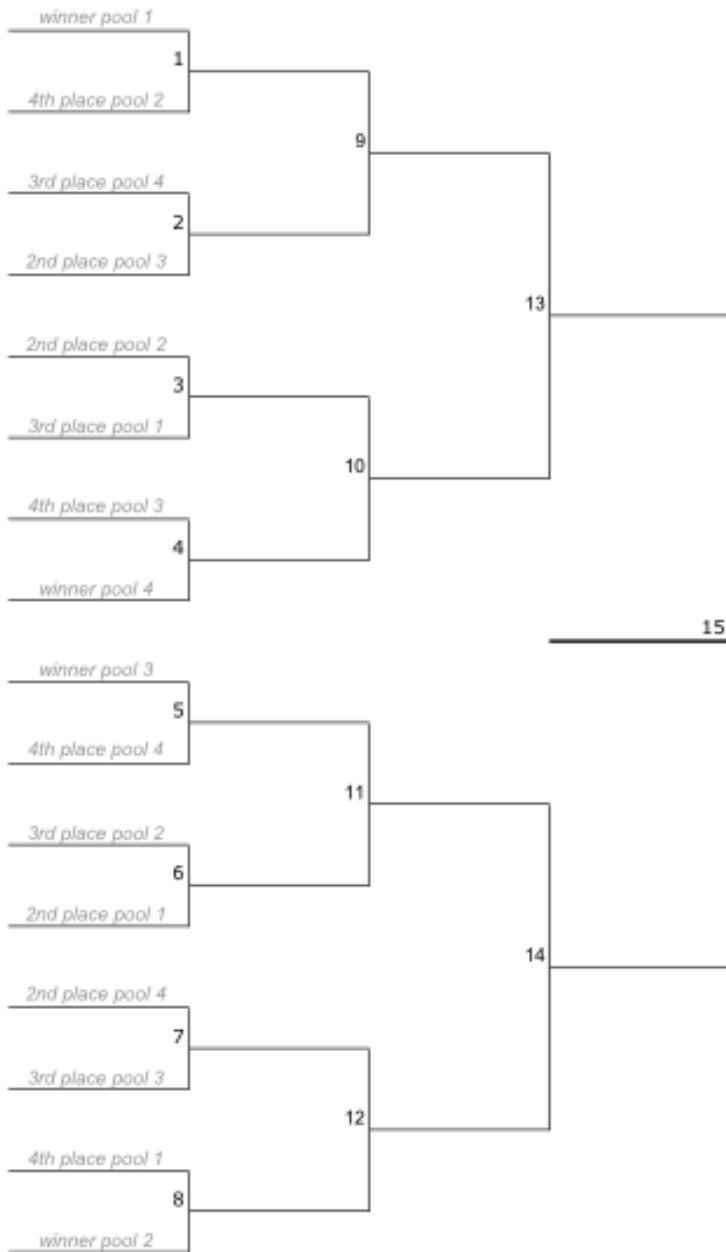 winner pool 1
1
4th place pool 2
9
3rd place pool 4
2
2nd place pool 3
13
2nd place pool 2
3
3rd place pool 1
10
4th place pool 3
4
winner pool 4
15
winner pool 3
5
4th place pool 4
11
3rd place pool 2
6
2nd place pool 1
14
2nd place pool 4
7
3rd place pool 3
12
4th place pool 1
8
winner pool 2